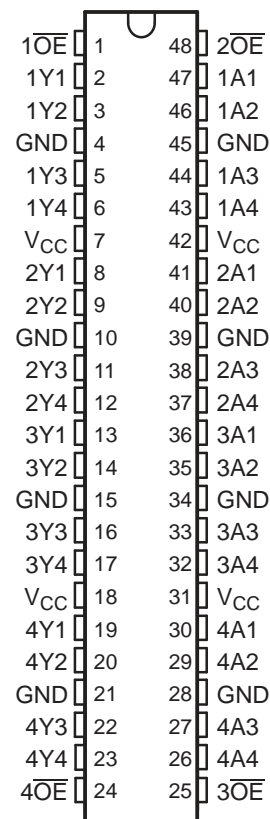 1O̅E̅ 1 48 2O̅E̅
1Y1 2 47 1A1
1Y2 3 46 1A2
GND 4 45 GND
1Y3 5 44 1A3
1Y4 6 43 1A4
VCC 7 42 VCC
2Y1 8 41 2A1
2Y2 9 40 2A2
GND 10 39 GND
2Y3 11 38 2A3
2Y4 12 37 2A4
3Y1 13 36 3A1
3Y2 14 35 3A2
GND 15 34 GND
3Y3 16 33 3A3
3Y4 17 32 3A4
VCC 18 31 VCC
4Y1 19 30 4A1
4Y2 20 29 4A2
GND 21 28 GND
4Y3 22 27 4A3
4Y4 23 26 4A4
4O̅E̅ 24 25 3O̅E̅